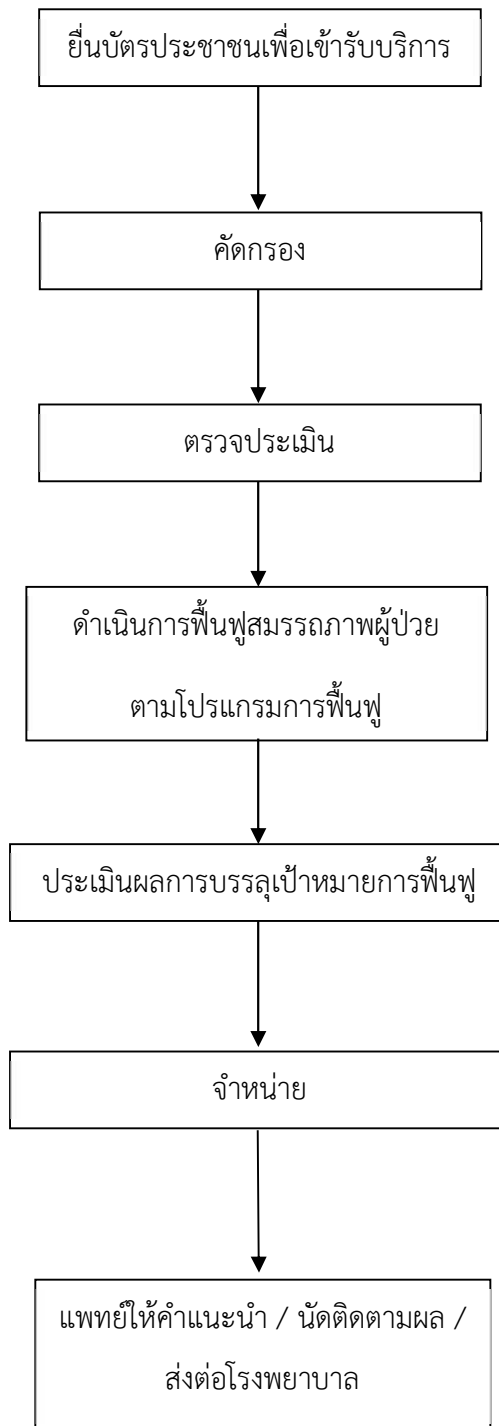 ยื่นบัตรประชาชนเพื่อเข้ารับบริการ
คัดกรอง
ตรวจประเมิน
ดำเนินการฟื้นฟูสมรรถภาพผู้ป่วย
ตามโปรแกรมการฟื้นฟู
ประเมินผลการบรรลุเป้าหมายการฟื้นฟู
จำหน่าย
แพทย์ให้คำแนะนำ / นัดติดตามผล /
ส่งต่อโรงพยาบาล